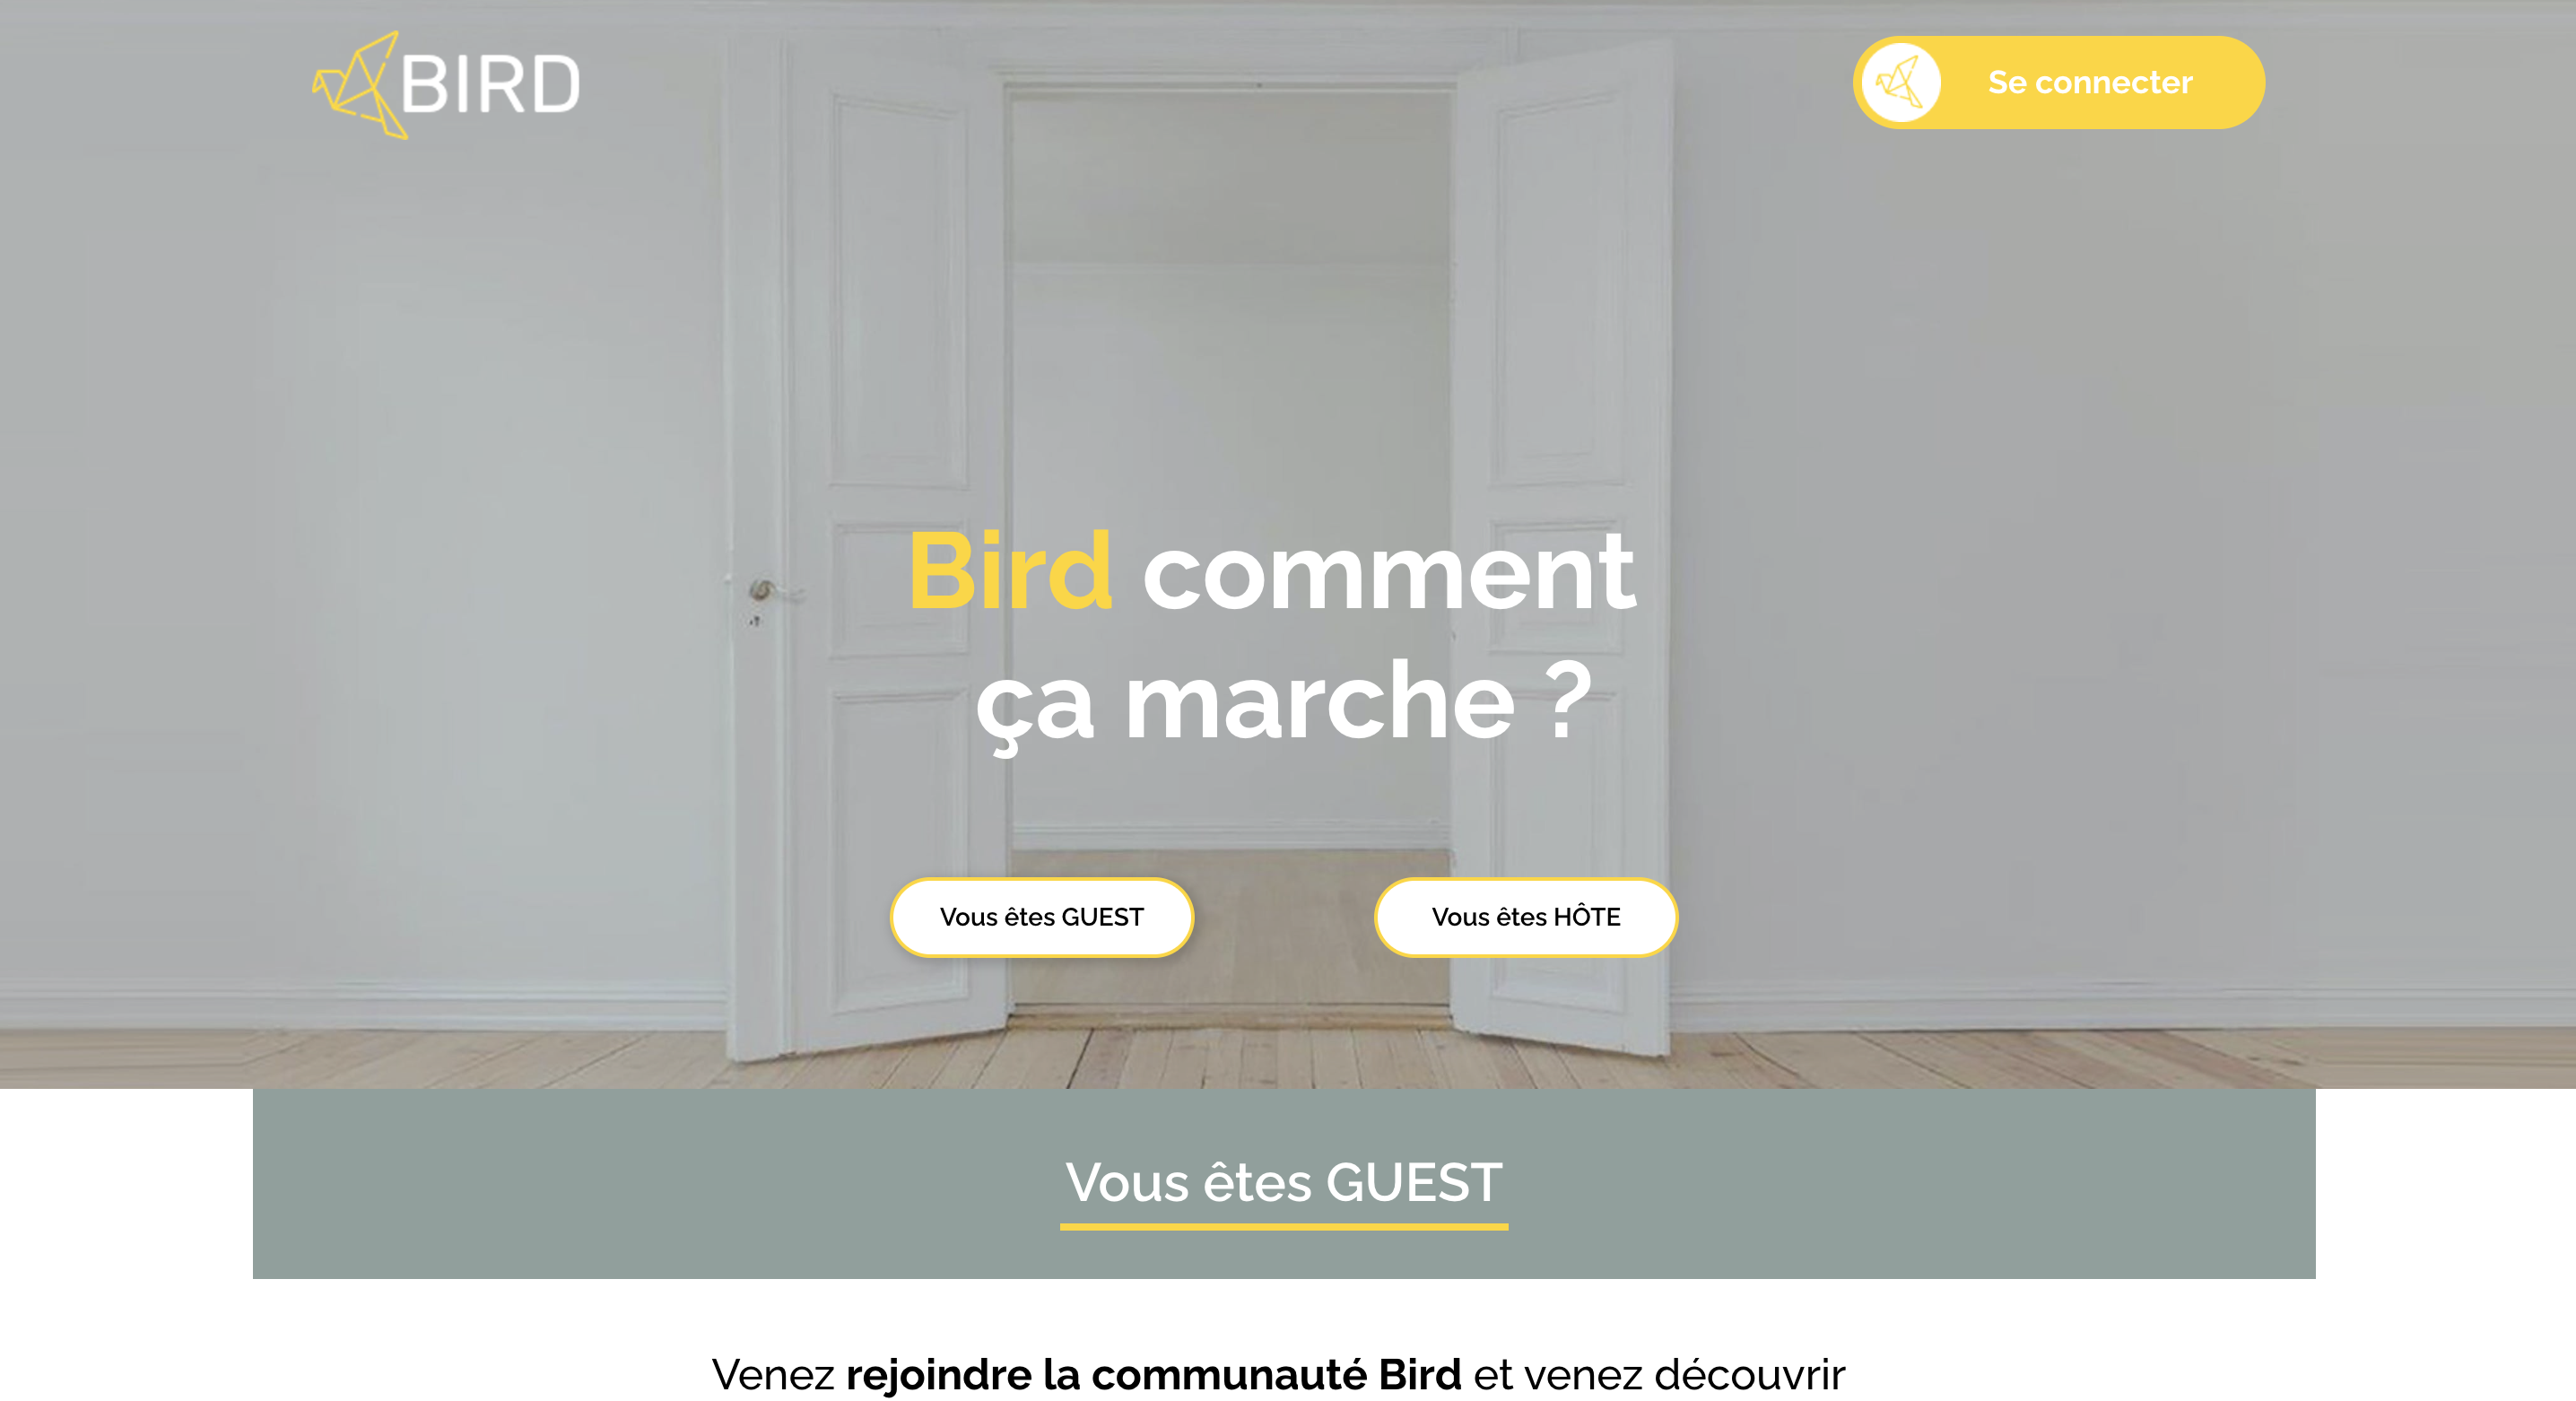 BIRD
Se connecter
Bird comment
ça marche ?
Vous êtes GUEST
Vous êtes HÔTE
Vous êtes GUEST
Venez rejoindre la communauté Bird et venez découvrir